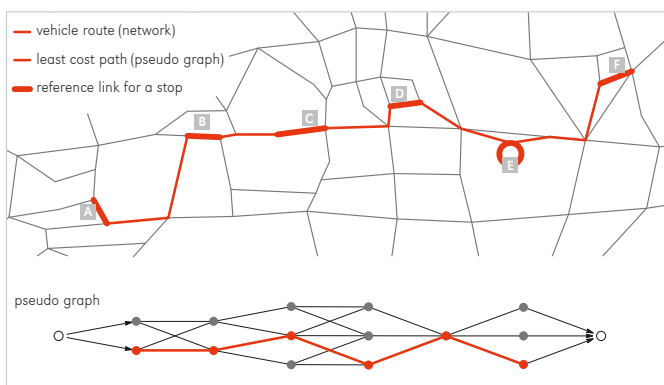 vehicle route (network)
least cost path (pseudo graph)
reference link for a stop
F
D
C
B
E
A
pseudo graph